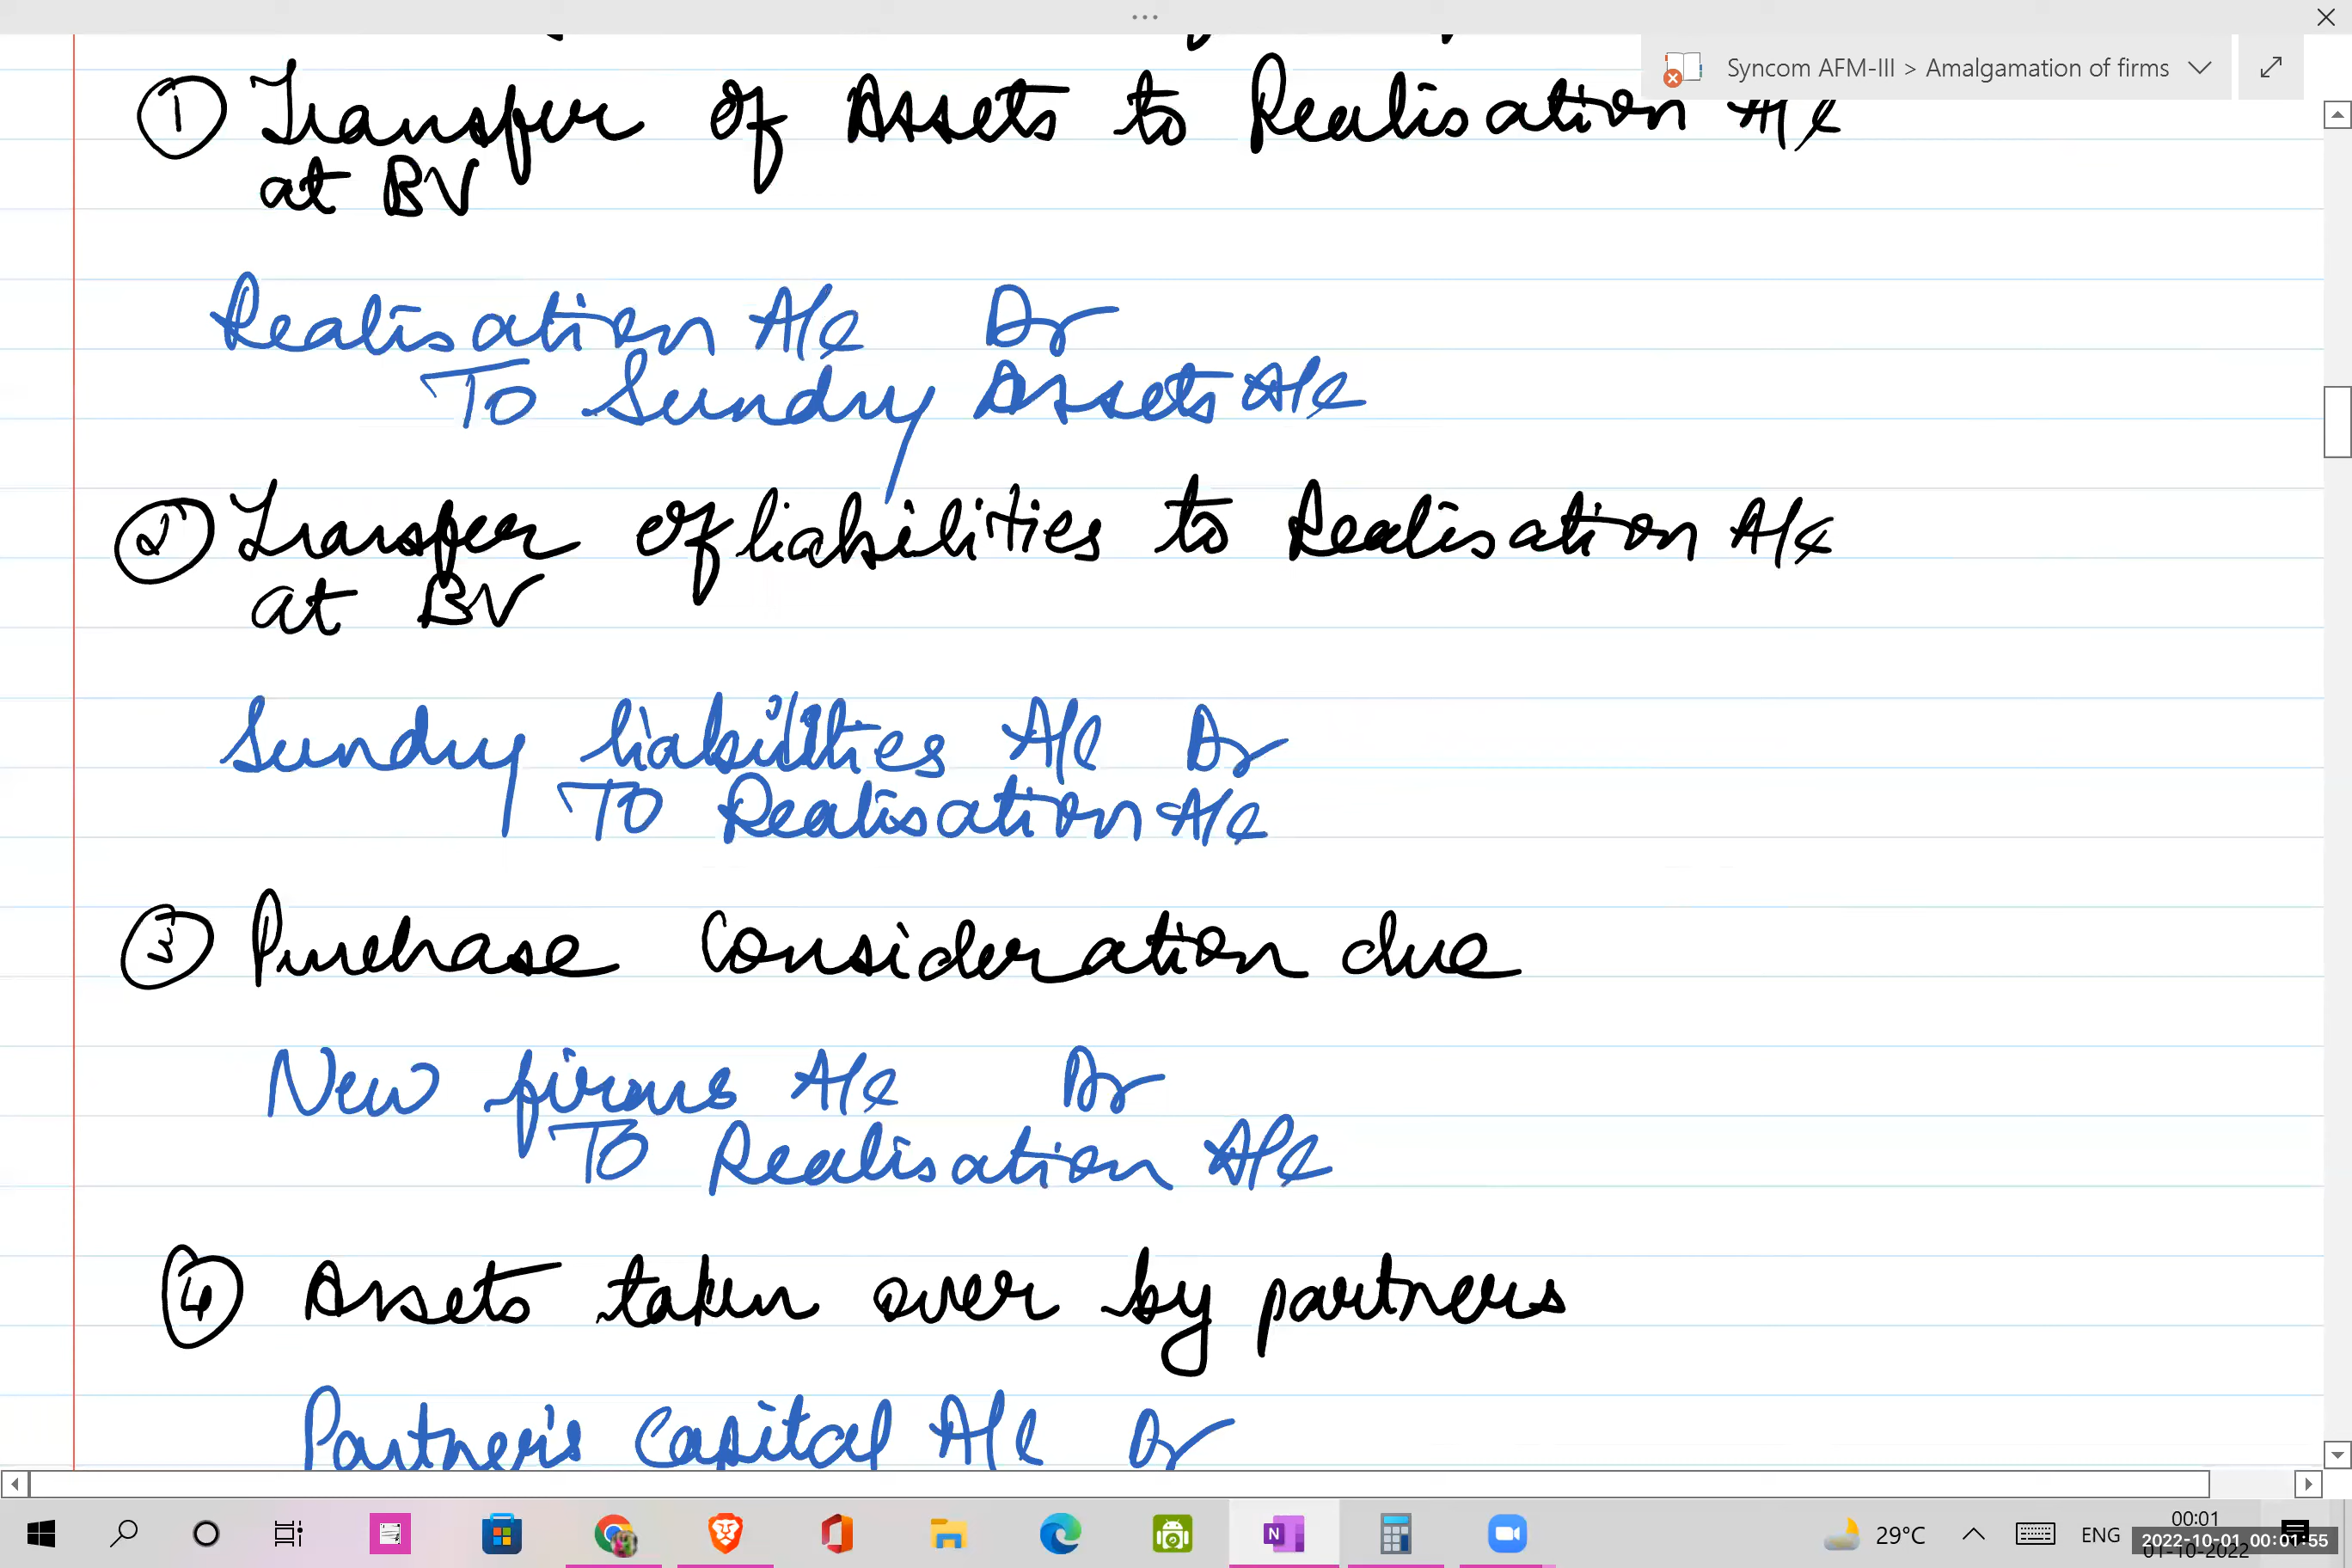 Syncom AFM-III > Amalgamation of firms
① Transfer of Assets to Realisation A/c
at BV
Realisation A/c Dr
To Sundry Assets A/c
② Transfer of liabilities to Realisation A/c
at BV
Sundry liabilities A/c Dr
To Realisation A/c
③ Purchase Consideration due
New firms A/c Dr
To Realisation A/c
④ Assets taken over by partners
Partner's Capital A/c Dr
29°C
ENG
00:01
2022-10-01 00:01:55
01-10-2022